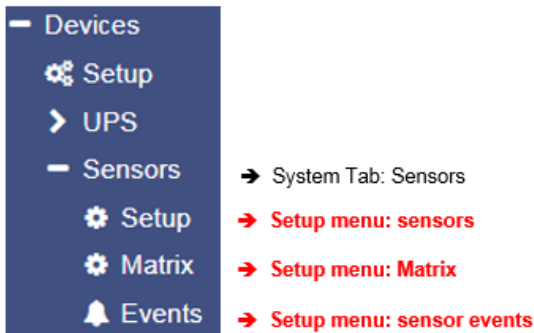 Devices
Setup
UPS
Sensors ➔ System Tab: Sensors
Setup ➔ Setup menu: sensors
Matrix ➔ Setup menu: Matrix
Events ➔ Setup menu: sensor events